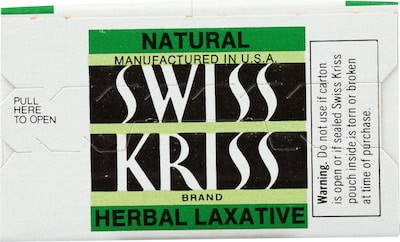 NATURAL
MANUFACTURED IN U.S.A.
SWISS
KRISS
BRAND
HERBAL LAXATIVE
PULL
HERE
TO OPEN
Warning. Do not use if carton
is open or if sealed Swiss Kriss
pouch inside is torn or broken
at time of purchase.